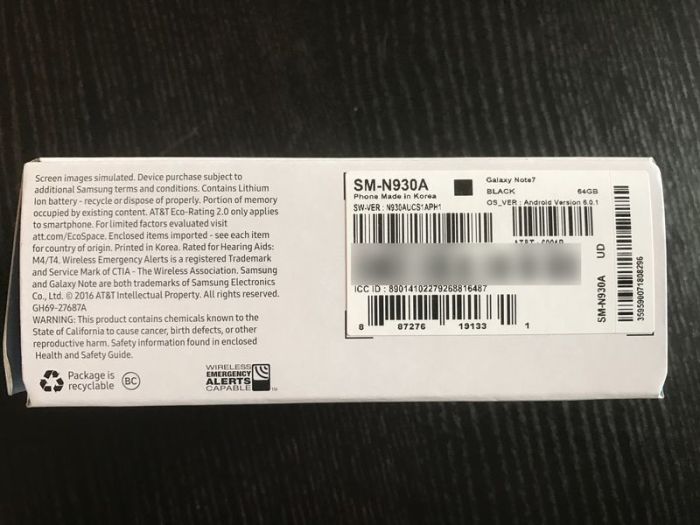 Screen images simulated. Device purchase subject to
additional Samsung terms and conditions. Contains Lithium
Ion battery - recycle or dispose of properly. Portion of memory
occupied by existing content. AT&T Eco-Rating 2.0 only applies
to smartphone. For limited factors evaluated visit
att.com/EcoSpace. Enclosed items imported - see each item
for country of origin. Printed in Korea. Rated for Hearing Aids:
M4/T4. Wireless Emergency Alerts is a registered Trademark
and Service Mark of CTIA - The Wireless Association. Samsung
and Galaxy Note are both trademarks of Samsung Electronics
Co., Ltd. © 2016 AT&T Intellectual Property. All rights reserved.
GH69-27687A
WARNING: This product contains chemicals known to the
State of California to cause cancer, birth defects, or other
reproductive harm. Safety information found in enclosed
Health and Safety Guide.
Package is
recyclable
BC
WIRELESS
EMERGENCY
ALERTS
CAPABLE
TM
SM-N930A
Phone Made in Korea
Galaxy Note7
BLACK 64GB
SW-VER : N930AUCS1APH1
OS_VER : Android Version 6.0.1
ICC ID : 89014102279268816487
8 87276 19133 1
SM-N930A UD
359590071808296